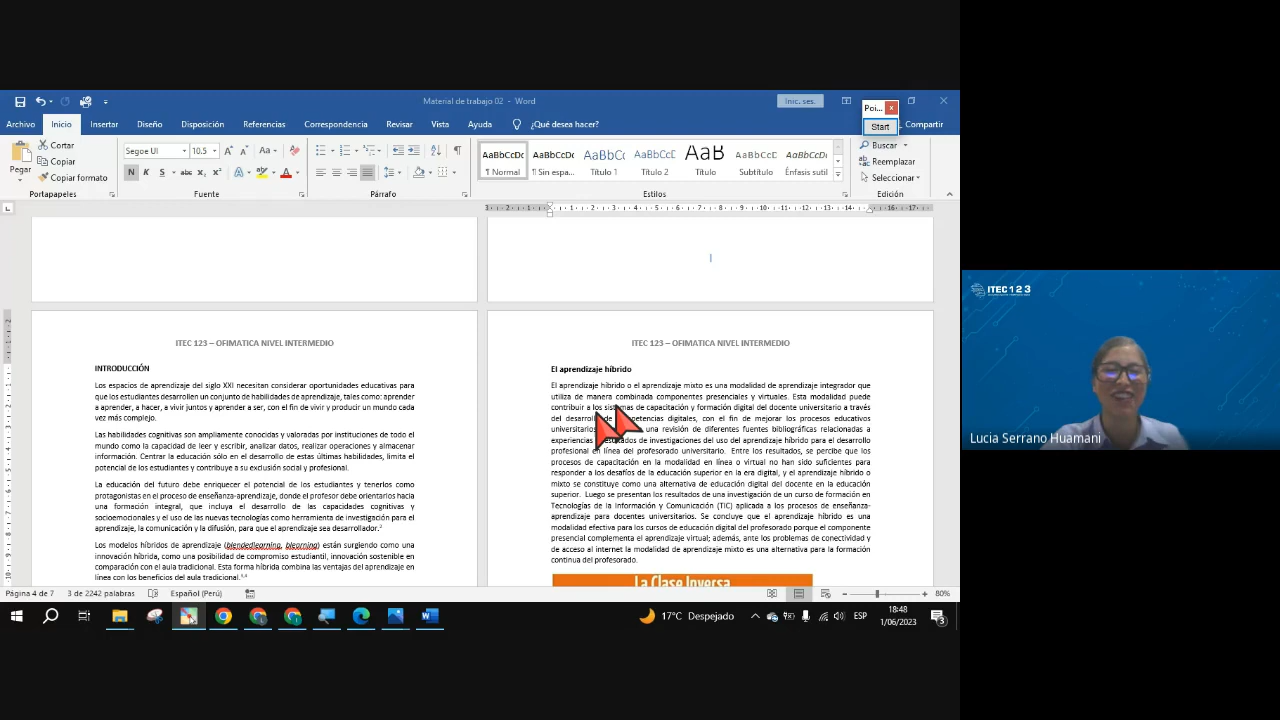 Material de trabajo 02 - Word
Inic. ses.
Poi...
Start
Archivo Inicio Insertar Diseño Disposición Referencias Correspondencia Revisar Vista Ayuda ¿Qué desea hacer? Compartir
Pegar
Cortar
Copiar
Copiar formato
Portapapeles
Segoe UI 10.5
N K S abc x₂ x²
Fuente
Párrafo
AaBbCcDc AaBbCcDc AaBbCc AaBbCcD AaB AaBbCcD AaBbCcDc
¶ Normal ¶ Sin espa... Título 1 Título 2 Título Subtítulo Énfasis sutil
Estilos
Buscar
Reemplazar
Seleccionar
Edición
ITEC 123 – OFIMATICA NIVEL INTERMEDIO
INTRODUCCIÓN
Los espacios de aprendizaje del siglo XXI necesitan considerar oportunidades educativas para
que los estudiantes desarrollen un conjunto de habilidades de aprendizaje, tales como: aprender
a aprender, a hacer, a vivir juntos y aprender a ser, con el fin de vivir y producir un mundo cada
vez más complejo.
Las habilidades cognitivas son ampliamente conocidas y valoradas por instituciones de todo el
mundo como la capacidad de leer y escribir, analizar datos, realizar operaciones y almacenar
información. Centrar la educación sólo en el desarrollo de estas últimas habilidades, limita el
potencial de los estudiantes y contribuye a su exclusión social y profesional.
La educación del futuro debe enriquecer el potencial de los estudiantes y tenerlos como
protagonistas en el proceso de enseñanza-aprendizaje, donde el profesor debe orientarlos hacia
una formación integral, que incluya el desarrollo de las capacidades cognitivas y
socioemocionales y el uso de las nuevas tecnologías como herramienta de investigación para el
aprendizaje, la comunicación y la difusión, para que el aprendizaje sea desarrollador.²
Los modelos híbridos de aprendizaje (blendedlearning, blearning) están surgiendo como una
innovación híbrida, como una posibilidad de compromiso estudiantil, innovación sostenible en
comparación con el aula tradicional. Esta forma híbrida combina las ventajas del aprendizaje en
línea con los beneficios del aula tradicional.
ITEC 123 – OFIMATICA NIVEL INTERMEDIO
El aprendizaje híbrido
El aprendizaje híbrido o el aprendizaje mixto es una modalidad de aprendizaje integrador que
utiliza de manera combinada componentes presenciales y virtuales. Esta modalidad puede
contribuir a los sistemas de capacitación y formación digital del docente universitario a través
del desarrollo de competencias digitales, con el fin de mejorar los procesos educativos
universitarios una revisión de diferentes fuentes bibliográficas relacionadas a
experiencias resultados de investigaciones del uso del aprendizaje híbrido para el desarrollo
profesional en línea del profesorado universitario. Entre los resultados, se percibe que los
procesos de capacitación en la modalidad en línea o virtual no han sido suficientes para
responder a los desafíos de la educación superior en la era digital, y el aprendizaje híbrido o
mixto se constituye como una alternativa de educación digital del docente en la educación
superior. Luego se presentan los resultados de una investigación de un curso de formación en
Tecnologías de la Información y Comunicación (TIC) aplicada a los procesos de enseñanza-
aprendizaje para docentes universitarios. Se concluye que el aprendizaje híbrido es una
modalidad efectiva para los cursos de educación digital del profesorado porque el componente
presencial complementa el aprendizaje virtual; además, ante los problemas de conectividad y
de acceso al internet la modalidad de aprendizaje mixto es una alternativa para la formación
continua del profesorado.
La Clase Inversa
Página 4 de 7 3 de 2242 palabras Español (Perú) 80%
17°C Despejado ESP 18:48
1/06/2023
3
ITEC 1 2 3
Lucia Serrano Huamani